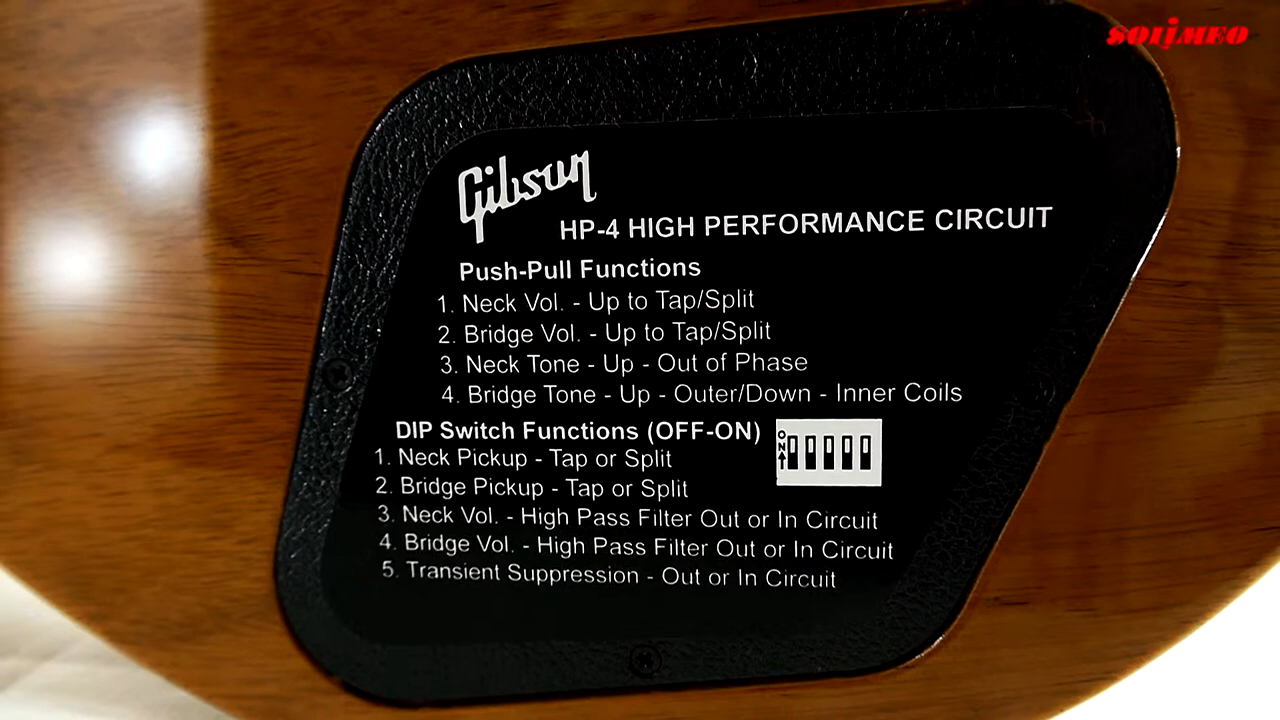 SOLiMEO
Gibson
HP-4 HIGH PERFORMANCE CIRCUIT
Push-Pull Functions
1. Neck Vol. - Up to Tap/Split
2. Bridge Vol. - Up to Tap/Split
3. Neck Tone - Up - Out of Phase
4. Bridge Tone - Up - Outer/Down - Inner Coils
DIP Switch Functions (OFF-ON)
ON
1. Neck Pickup - Tap or Split
2. Bridge Pickup - Tap or Split
3. Neck Vol. - High Pass Filter Out or In Circuit
4. Bridge Vol. - High Pass Filter Out or In Circuit
5. Transient Suppression - Out or In Circuit